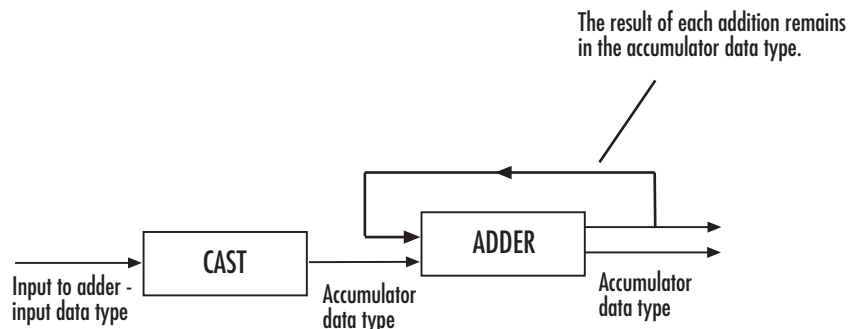 The result of each addition remains
in the accumulator data type.
CAST
ADDER
Input to adder -
input data type
Accumulator
data type
Accumulator
data type